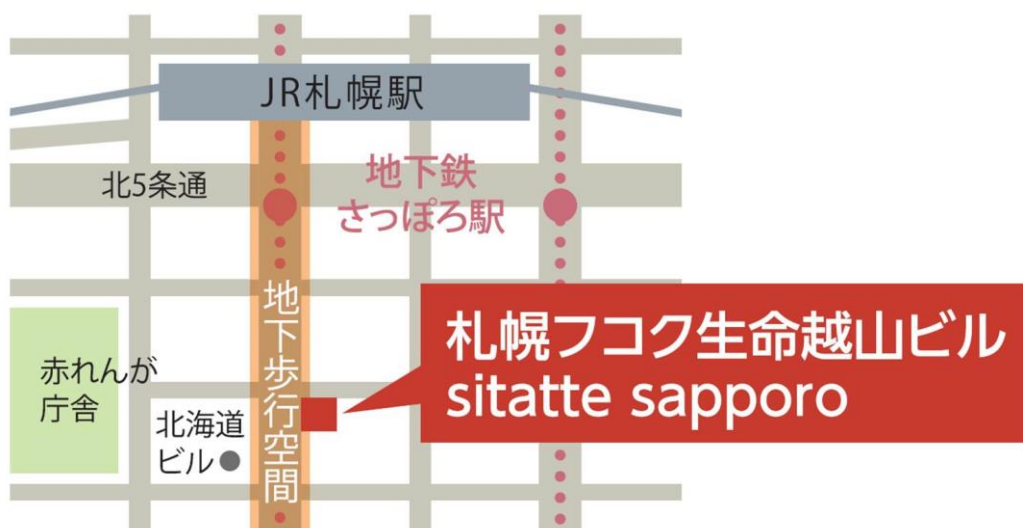 JR札幌駅
北5条通
地下鉄
さっぽろ駅
地下歩行空間
札幌フコク生命越山ビル
sitatte sapporo
赤れんが
庁舎
北海道
ビル